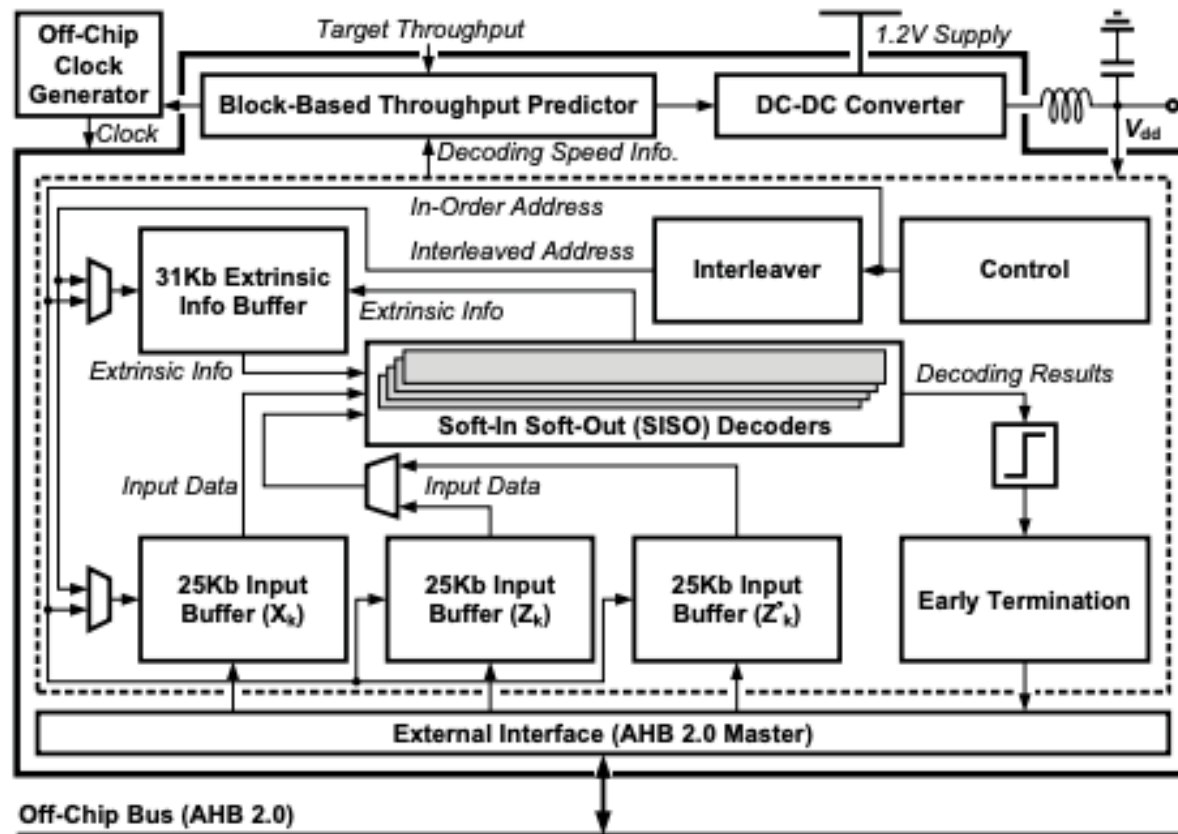 Off-Chip
Clock
Generator
Target Throughput
1.2V Supply
Block-Based Throughput Predictor
DC-DC Converter
Clock
Decoding Speed Info.
Vdd
In-Order Address
Interleaved Address
31Kb Extrinsic
Info Buffer
Interleaver
Control
Extrinsic Info
Extrinsic Info
Decoding Results
Soft-In Soft-Out (SISO) Decoders
Input Data
Input Data
25Kb Input
Buffer (Xk)
25Kb Input
Buffer (Zk)
25Kb Input
Buffer (Z*k)
Early Termination
External Interface (AHB 2.0 Master)
Off-Chip Bus (AHB 2.0)